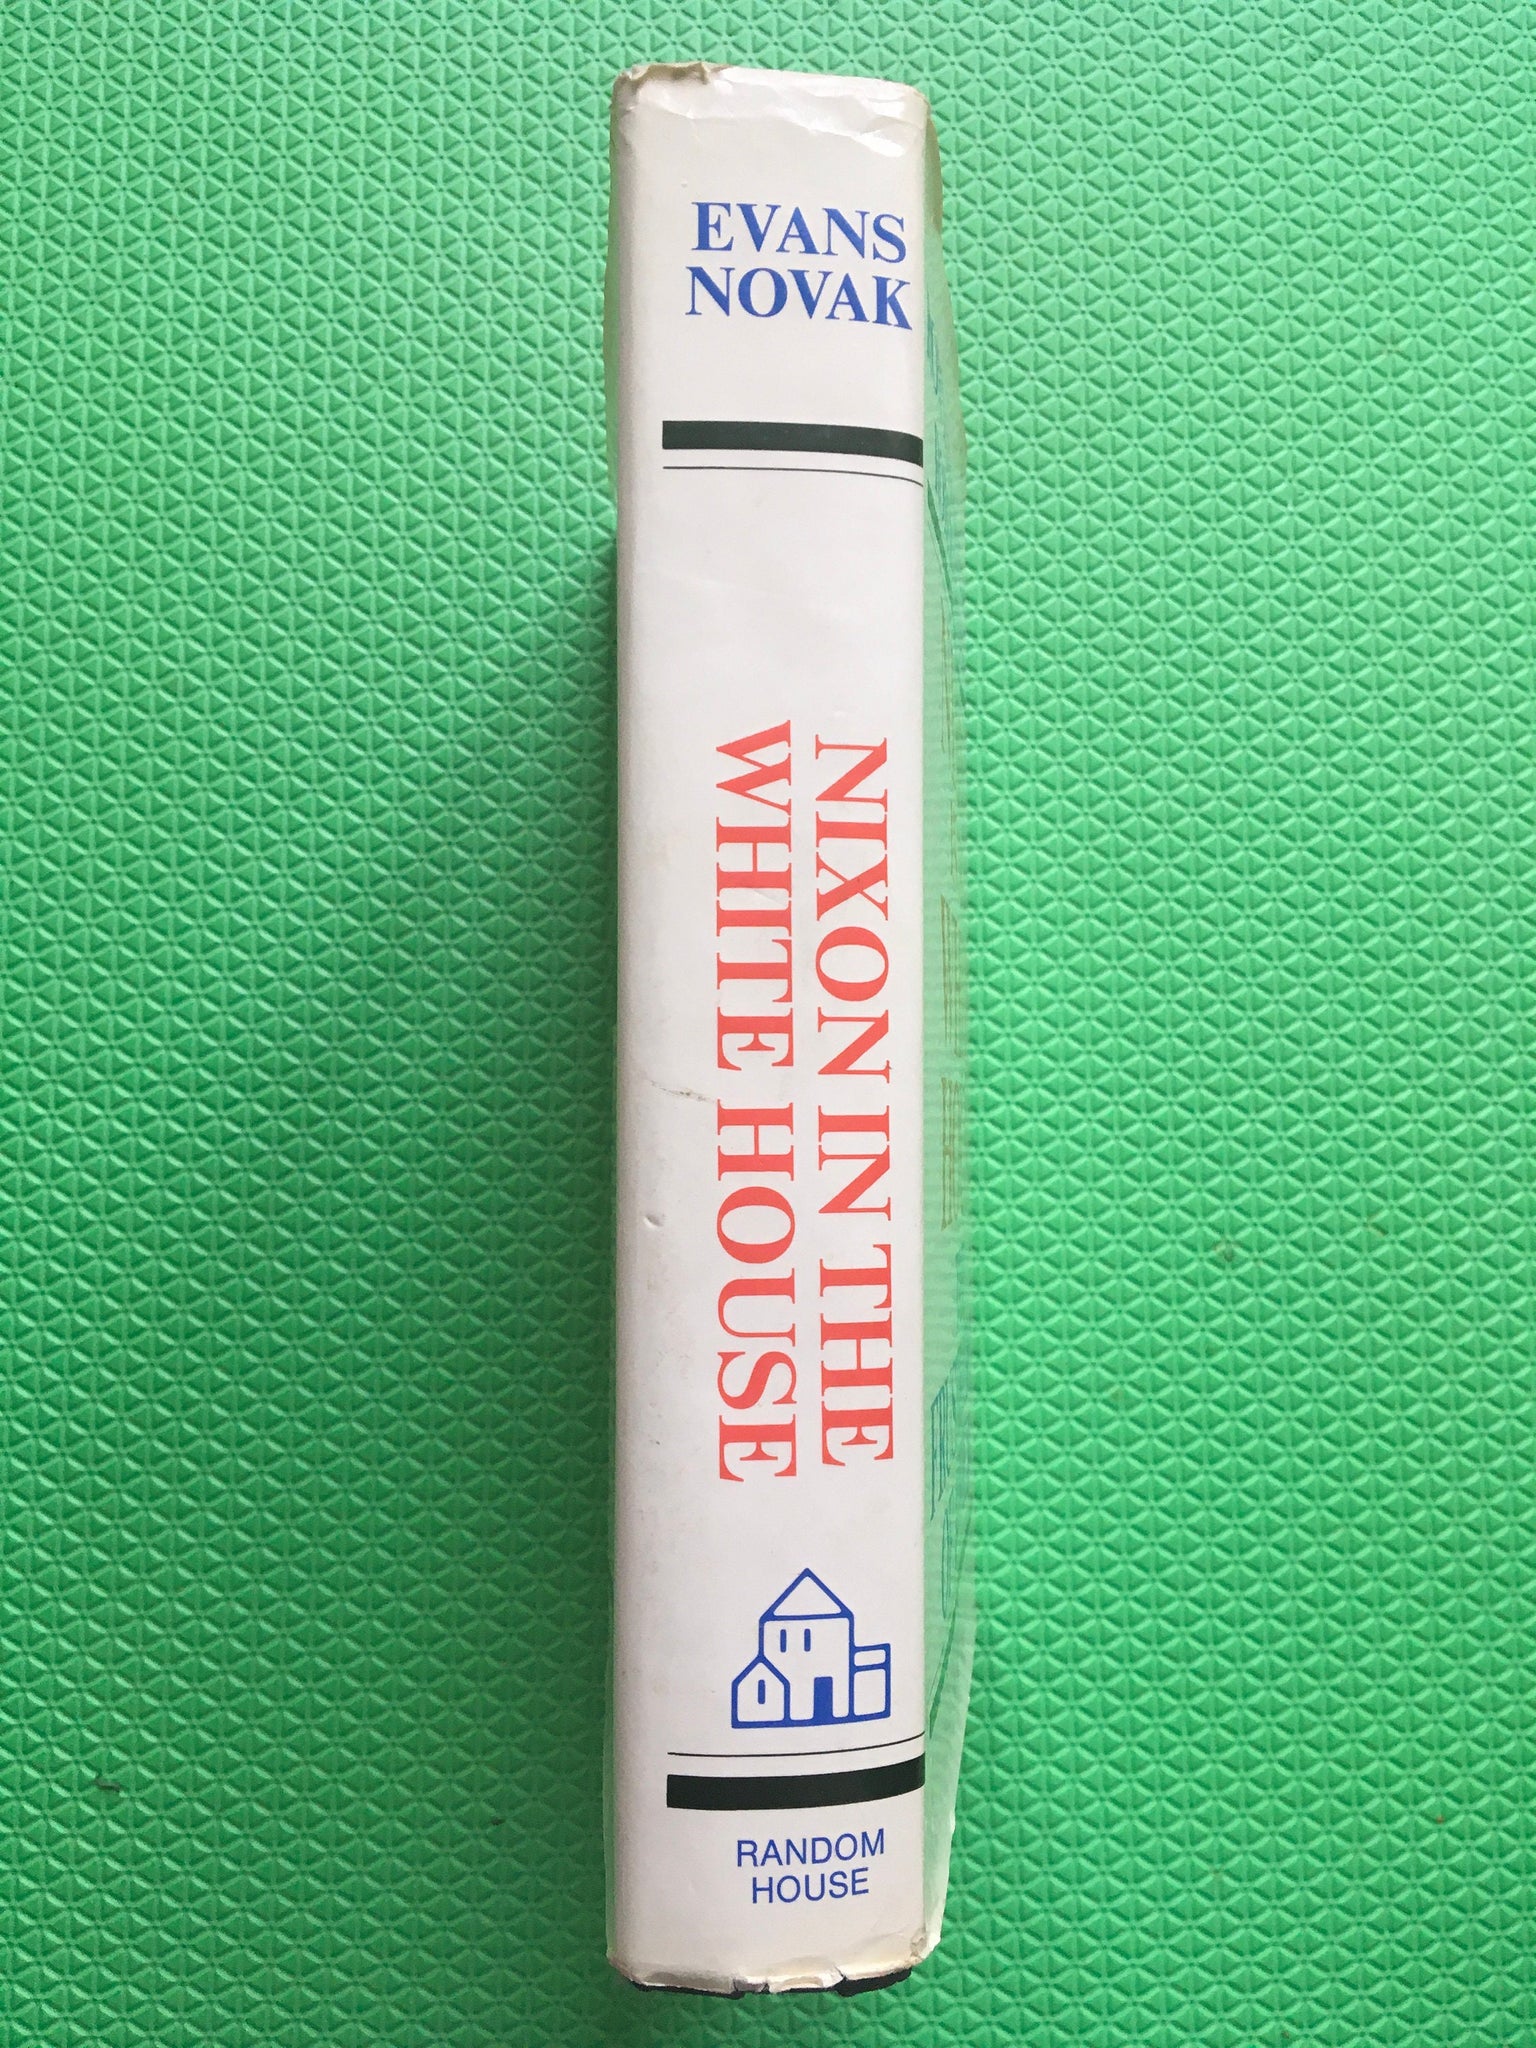 EVANS
NOVAK
NIXON IN THE
WHITE HOUSE
RANDOM
HOUSE